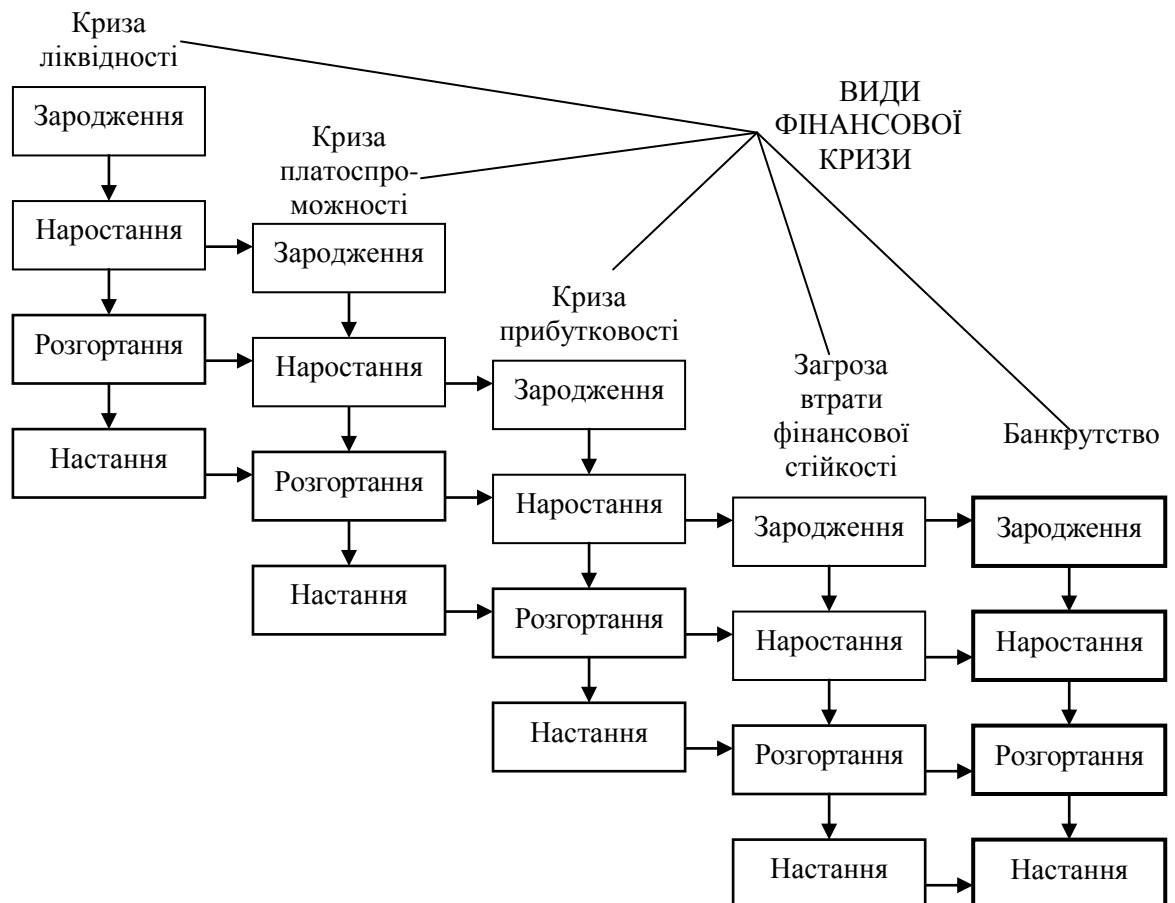 Криза
ліквідності
Зародження
Наростання
Розгортання
Настання
Криза
платоспро-
можності
Зародження
Наростання
Розгортання
Настання
Криза
прибутковості
Зародження
Наростання
Розгортання
Настання
ВИДИ
ФІНАНСОВОЇ
КРИЗИ
Загроза
втрати
фінансової
стійкості
Зародження
Наростання
Розгортання
Настання
Банкрутство
Зародження
Наростання
Розгортання
Настання